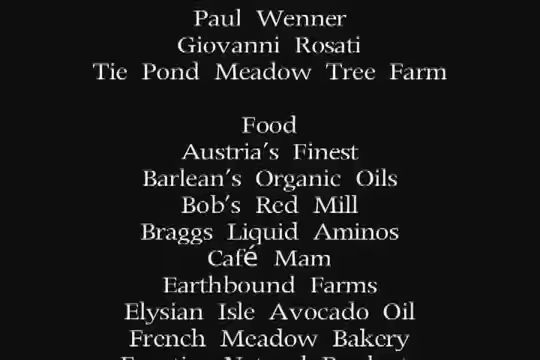 Paul Wenner
Giovanni Rosati
Tie Pond Meadow Tree Farm
Food
Austria's Finest
Barlean's Organic Oils
Bob's Red Mill
Braggs Liquid Aminos
Café Mam
Earthbound Farms
Elysian Isle Avocado Oil
French Meadow Bakery